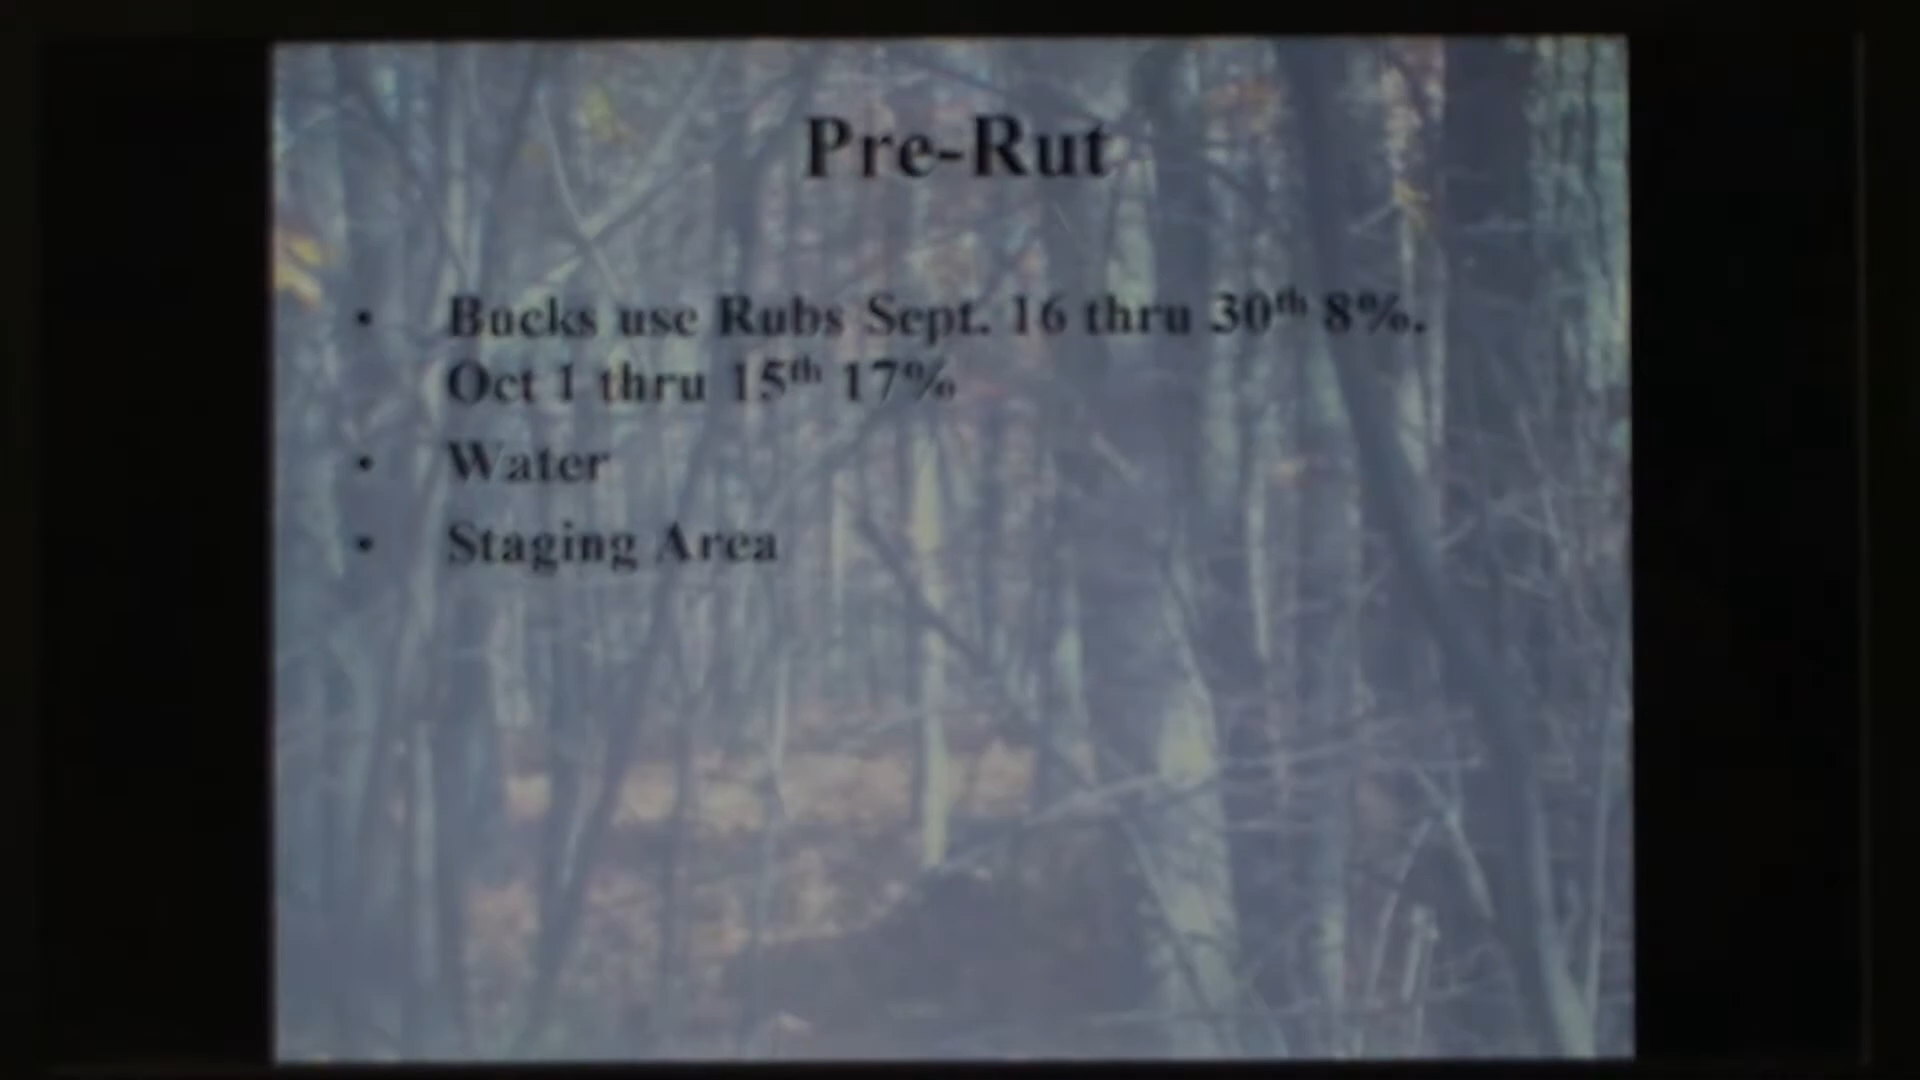 Pre-Rut
• Bucks use Rubs Sept. 16 thru 30th 8%.
Oct 1 thru 15th 17%
• Water
• Staging Area